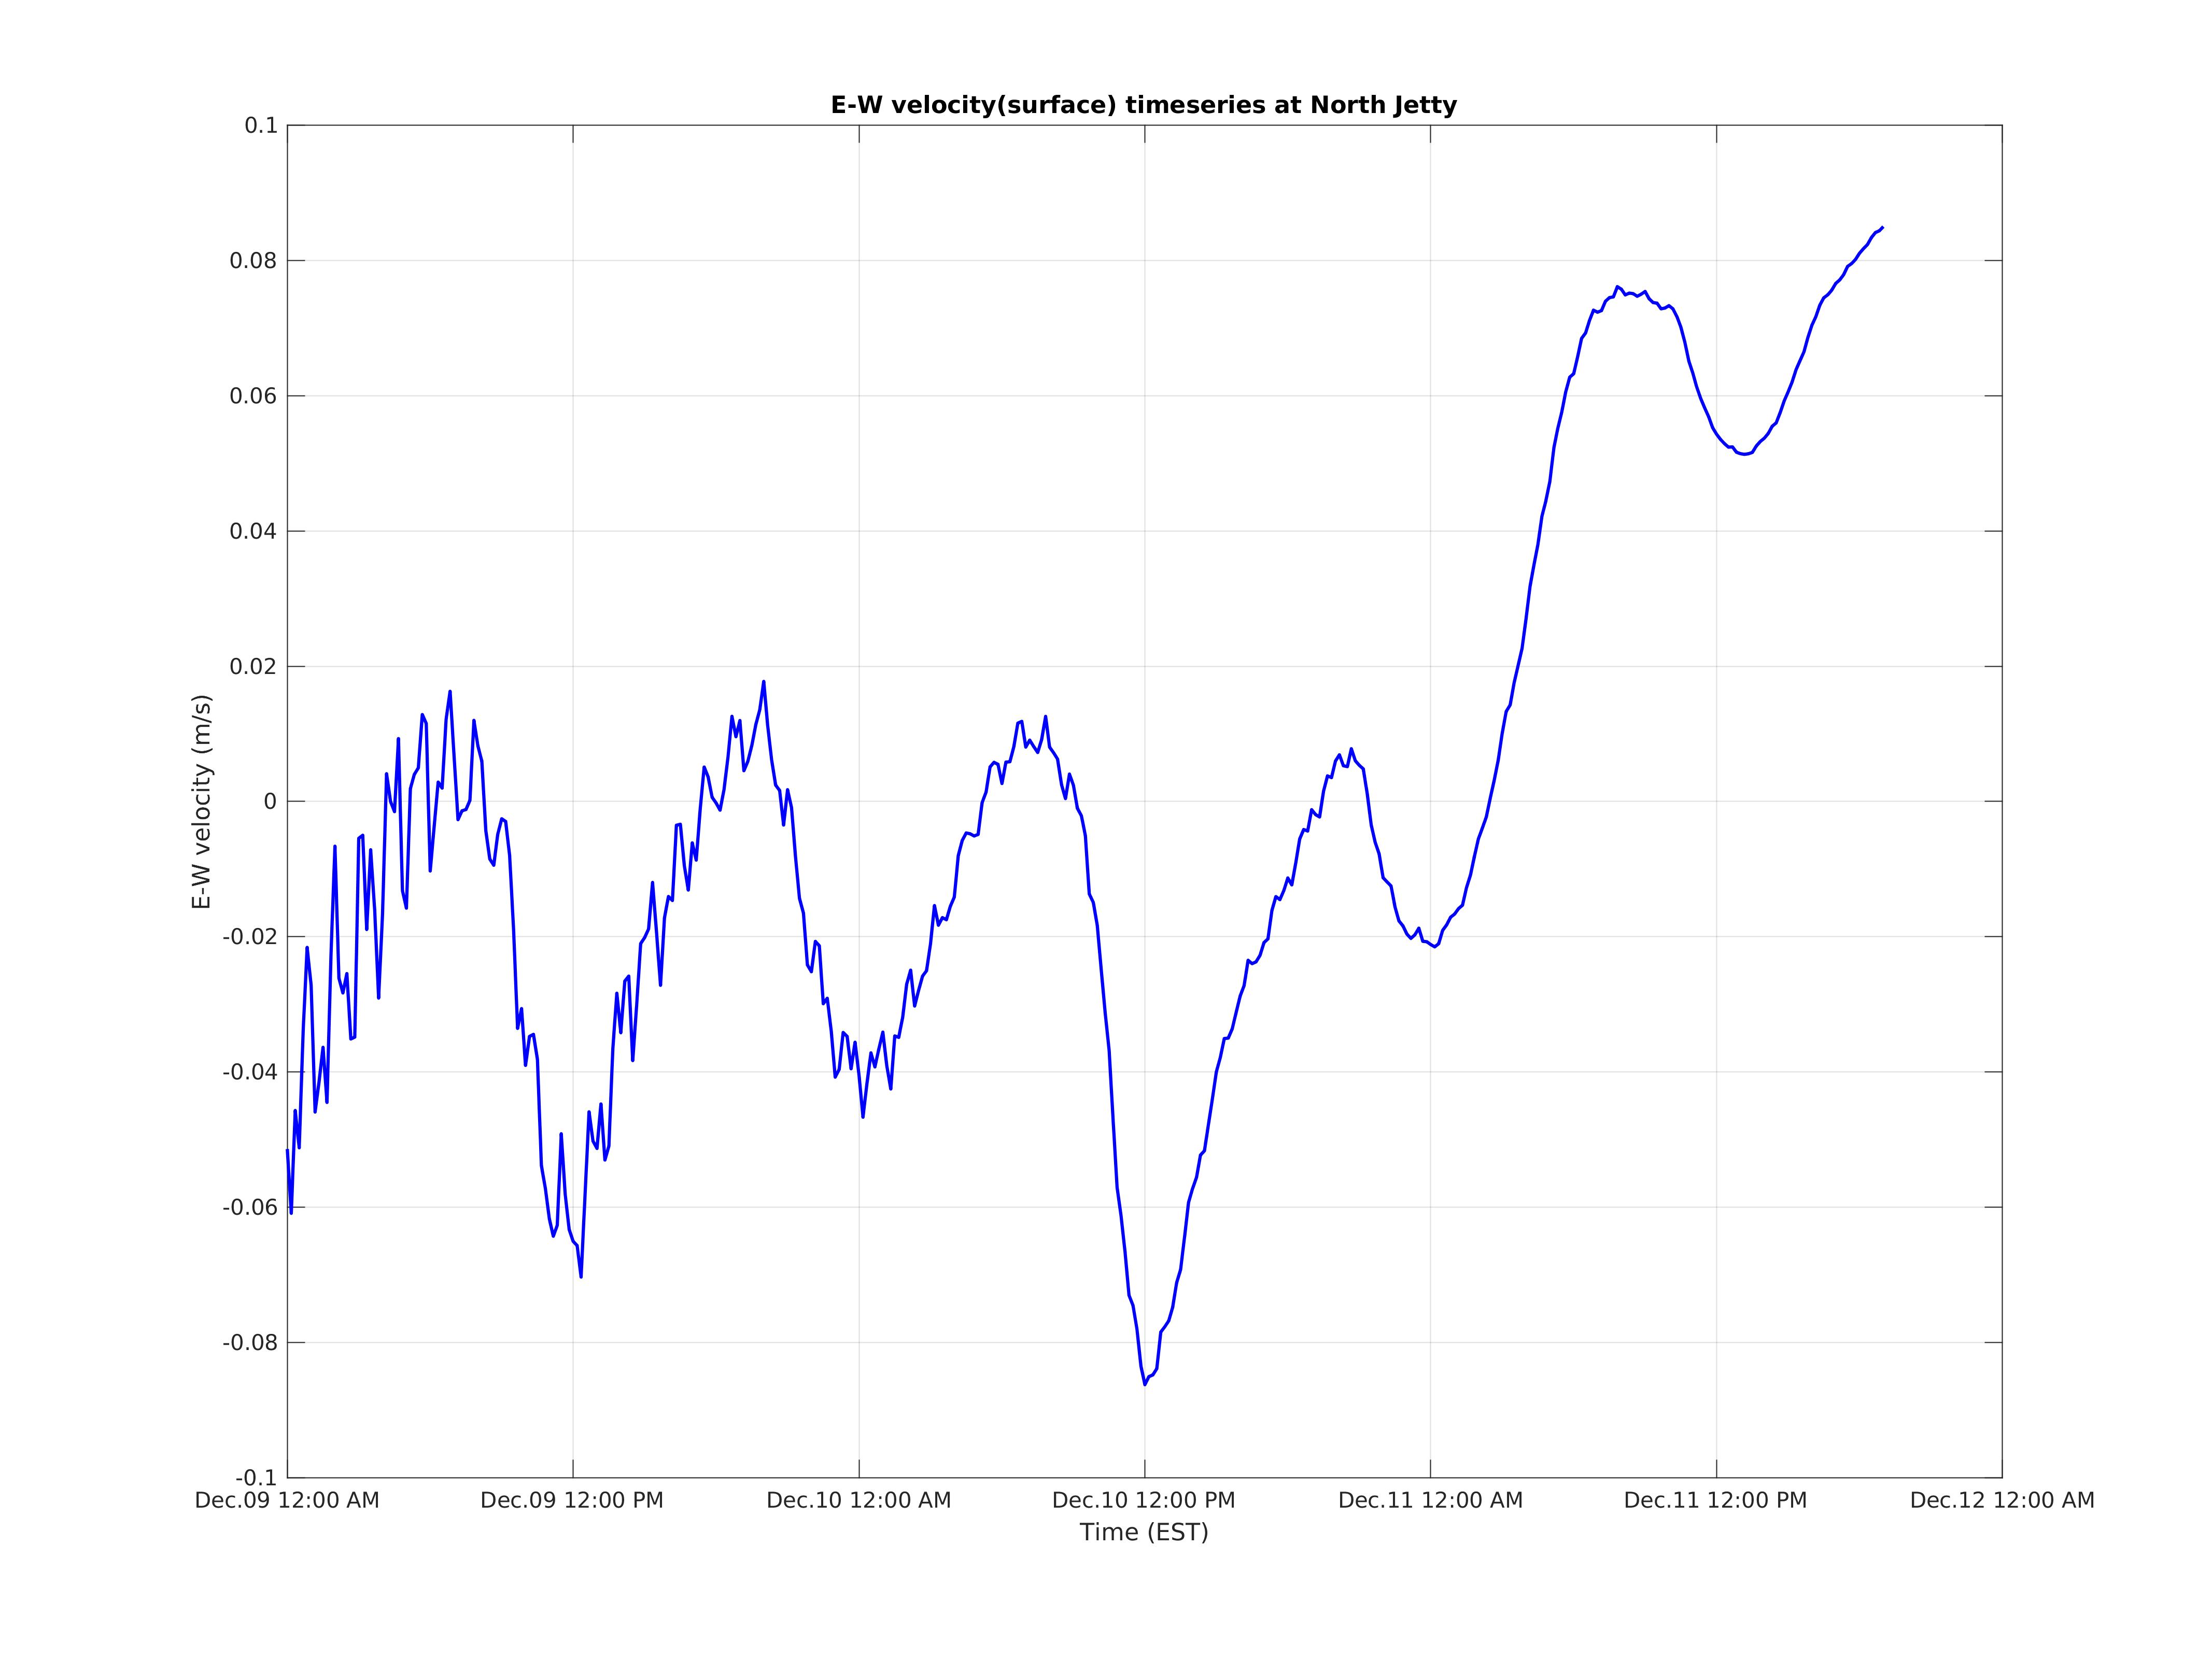 E-W velocity(surface) timeseries at North Jetty
0.1
0.08
0.06
0.04
0.02
0
-0.02
-0.04
-0.06
-0.08
-0.1
E-W velocity (m/s)
Dec.09 12:00 AM Dec.09 12:00 PM Dec.10 12:00 AM Dec.10 12:00 PM Dec.11 12:00 AM Dec.11 12:00 PM Dec.12 12:00 AM
Time (EST)